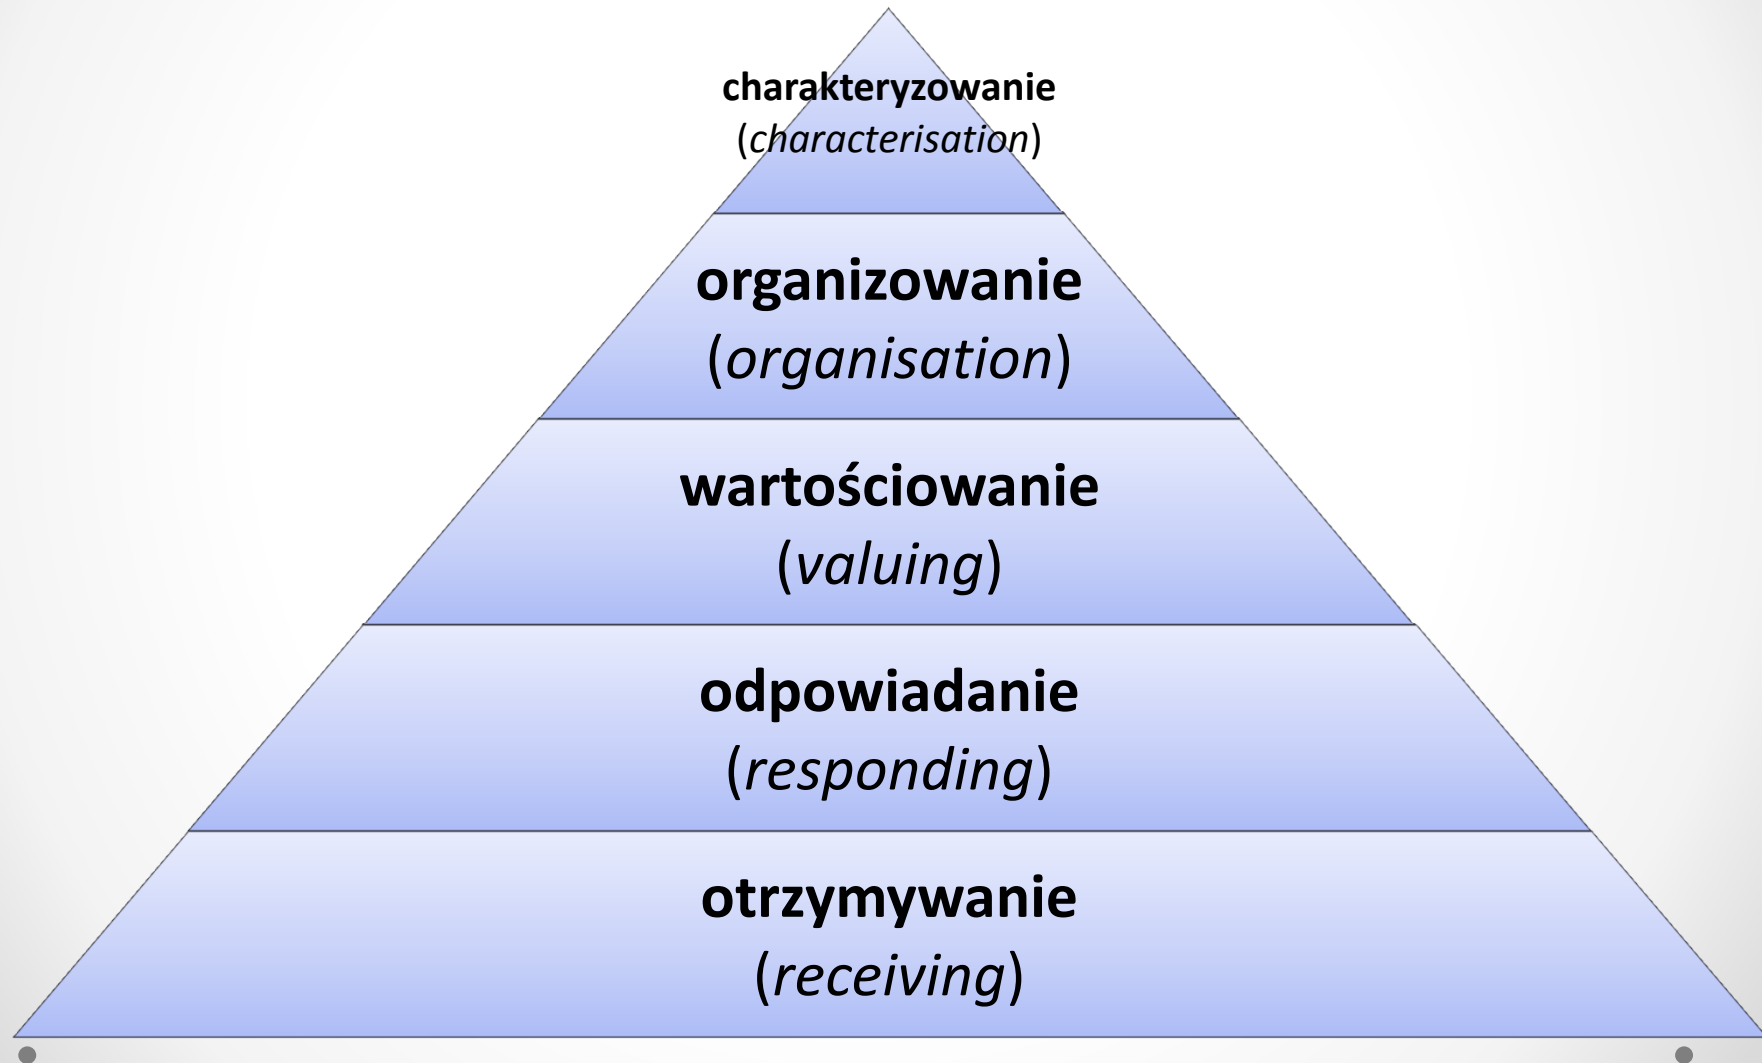 charakteryzowanie
(characterisation)
organizowanie
(organisation)
wartościowanie
(valuing)
odpowiadanie
(responding)
otrzymywanie
(receiving)